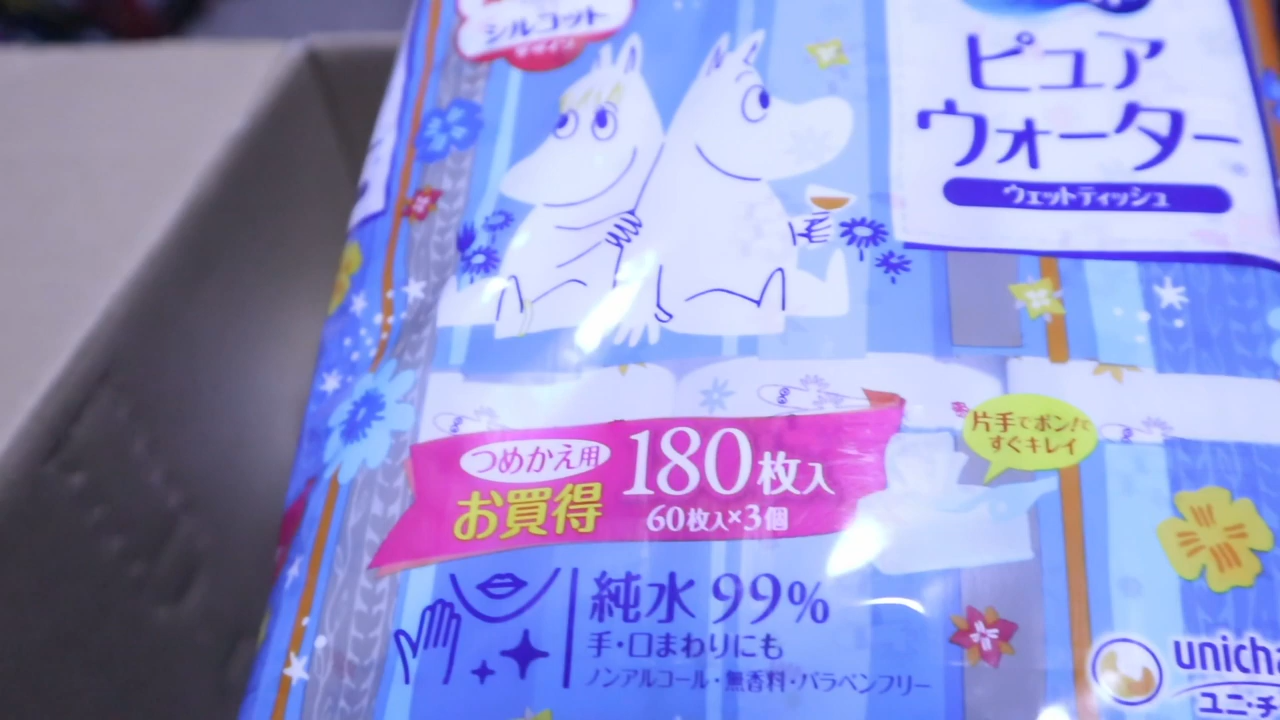 シルコット
デザイン
ピュア
ウォーター
ウェットティッシュ
片手でポン!で
すぐキレイ
つめかえ用
お買得
180枚入
60枚入×3個
純水99%
手・口まわりにも
ノンアルコール・無香料・パラベンフリー
unicha
ユニ・チ